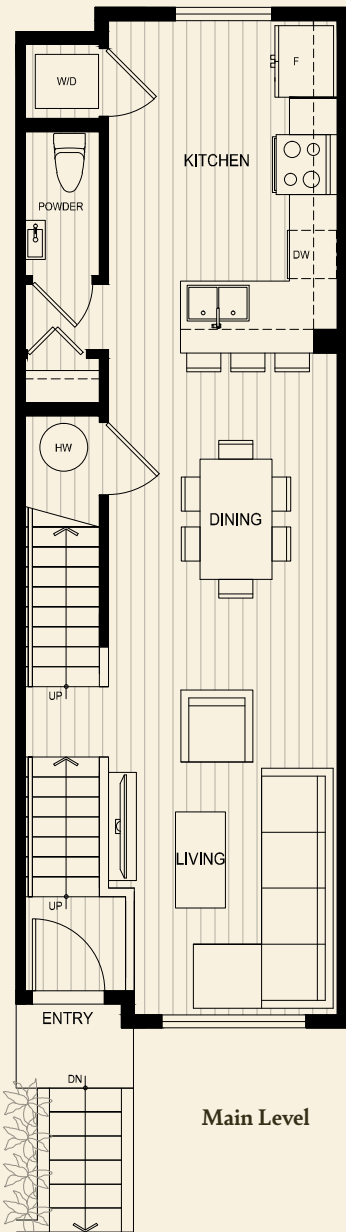 W/D
F
KITCHEN
POWDER
DW
HW
DINING
UP
LIVING
UP
ENTRY
DN
Main Level